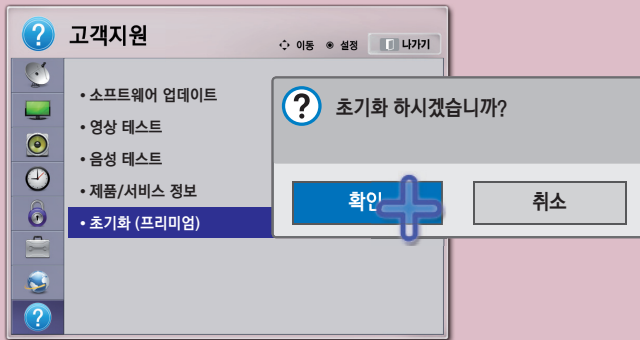 고객지원
이동 설정 나가기
• 소프트웨어 업데이트
• 영상 테스트
• 음성 테스트
• 제품/서비스 정보
• 초기화 (프리미엄)
초기화 하시겠습니까?
확인 취소